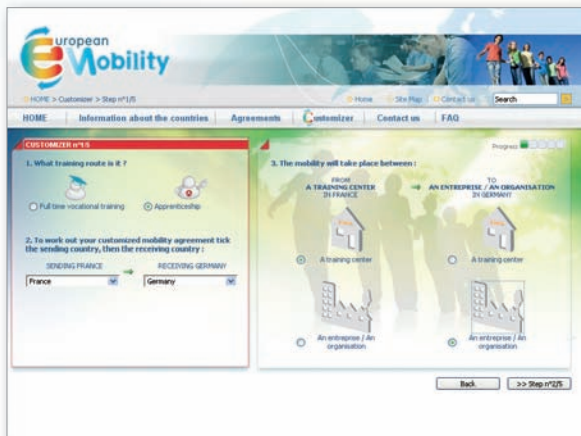 European
Mobility
HOME > Customizer > Step n°1/5
Home
Site Map
Contact us
Search
HOME
Information about the countries
Agreements
Customizer
Contact us
FAQ
CUSTOMIZER n°1/5
Progress
1. What training route is it ?
Full time vocational training
Apprenticeship
2. To work out your customized mobility agreement tick
the sending country, then the receiving country :
SENDING FRANCE
RECEIVING GERMANY
France
Germany
3. The mobility will take place between :
FROM
A TRAINING CENTER
IN FRANCE
TO
AN ENTREPRISE / AN ORGANISATION
IN GERMANY
A training center
A training center
An entreprise / An
organisation
An entreprise / An
organisation
Back
>> Step n°2/5